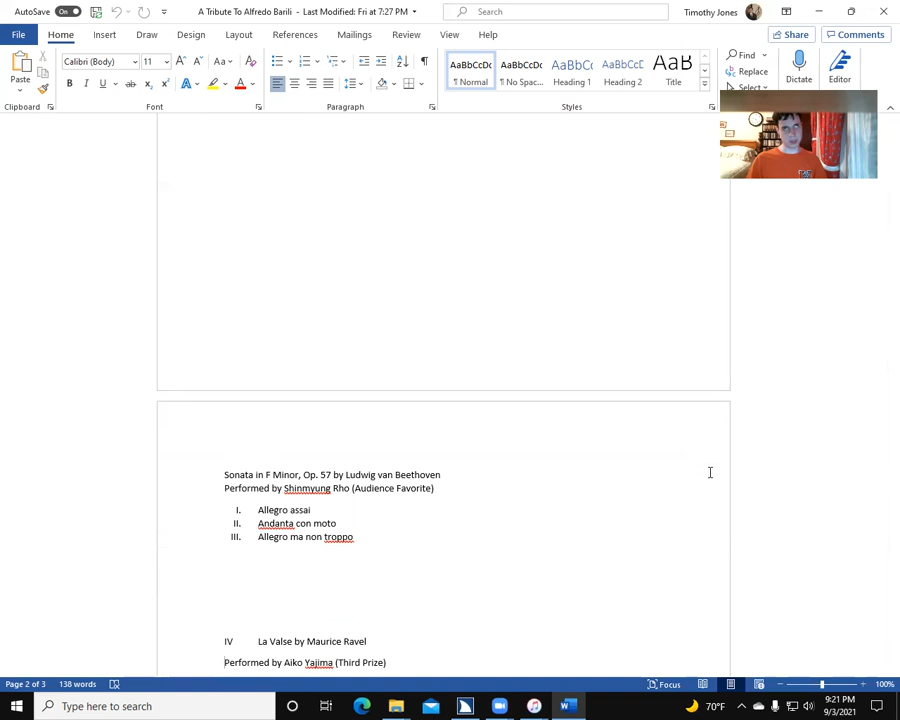 AutoSave On A Tribute To Alfredo Barili - Last Modified: Fri at 7:27 PM Search Timothy Jones
File Home Insert Draw Design Layout References Mailings Review View Help Share Comments
Paste
Clipboard
Calibri (Body) 11
Font
Paragraph
AaBbCcDc AaBbCcDc AaBbCc AaBbCcD AaB
¶ Normal ¶ No Spac... Heading 1 Heading 2 Title
Styles
Find
Replace
Select
Dictate
Editor
Sonata in F Minor, Op. 57 by Ludwig van Beethoven
Performed by Shinmyung Rho (Audience Favorite)
I. Allegro assai
II. Andanta con moto
III. Allegro ma non troppo
IV La Valse by Maurice Ravel
Performed by Aiko Yajima (Third Prize)
Page 2 of 3 138 words Focus 100%
Type here to search 70°F 9:21 PM
9/3/2021